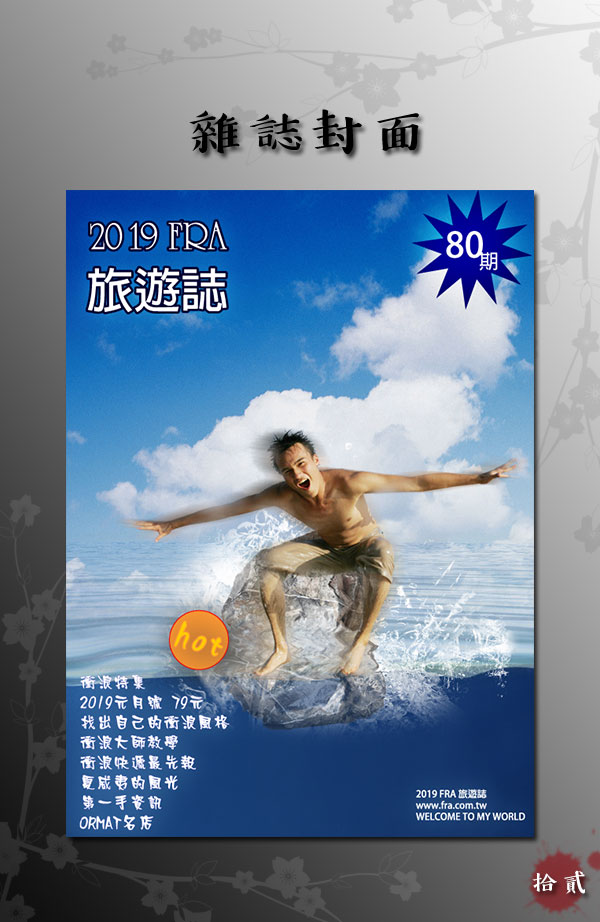 雜誌封面
2019 FRA
旅遊誌
80期
hot
衝浪特集
2019元月號 79元
找出自己的衝浪風格
衝浪大師教學
衝浪快遞最先報
夏威夷的風光
第一手資訊
ORMAT名店
2019 FRA 旅遊誌
www.fra.com.tw
WELCOME TO MY WORLD
拾貳